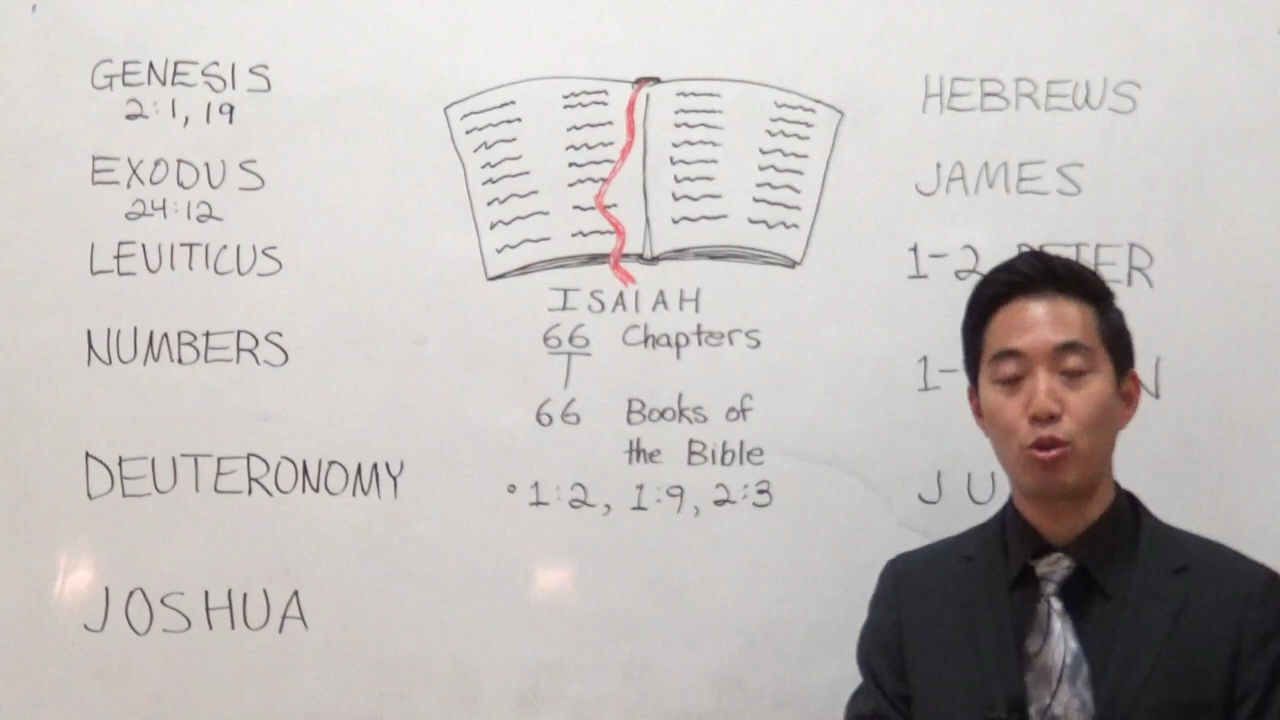 GENESIS
2:1, 19
EXODUS
24:12
LEVITICUS
NUMBERS
DEUTERONOMY
JOSHUA
ISAIAH
66 Chapters
66 Books of
the Bible
• 1:2, 1:9, 2:3
HEBREWS
JAMES
1-2
1-
JU